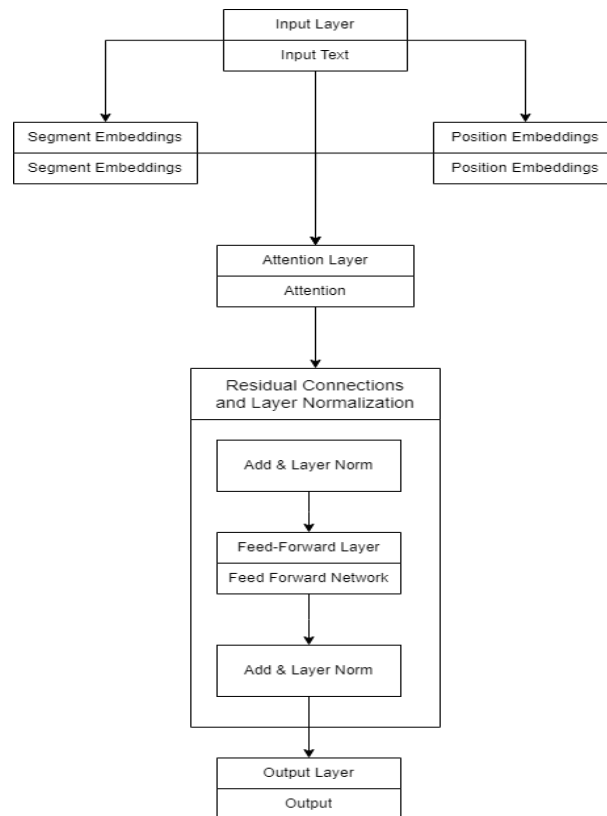 Input Layer
Input Text
Segment Embeddings
Position Embeddings
Segment Embeddings
Position Embeddings
Attention Layer
Attention
Residual Connections
and Layer Normalization
Add & Layer Norm
Feed-Forward Layer
Feed Forward Network
Add & Layer Norm
Output Layer
Output